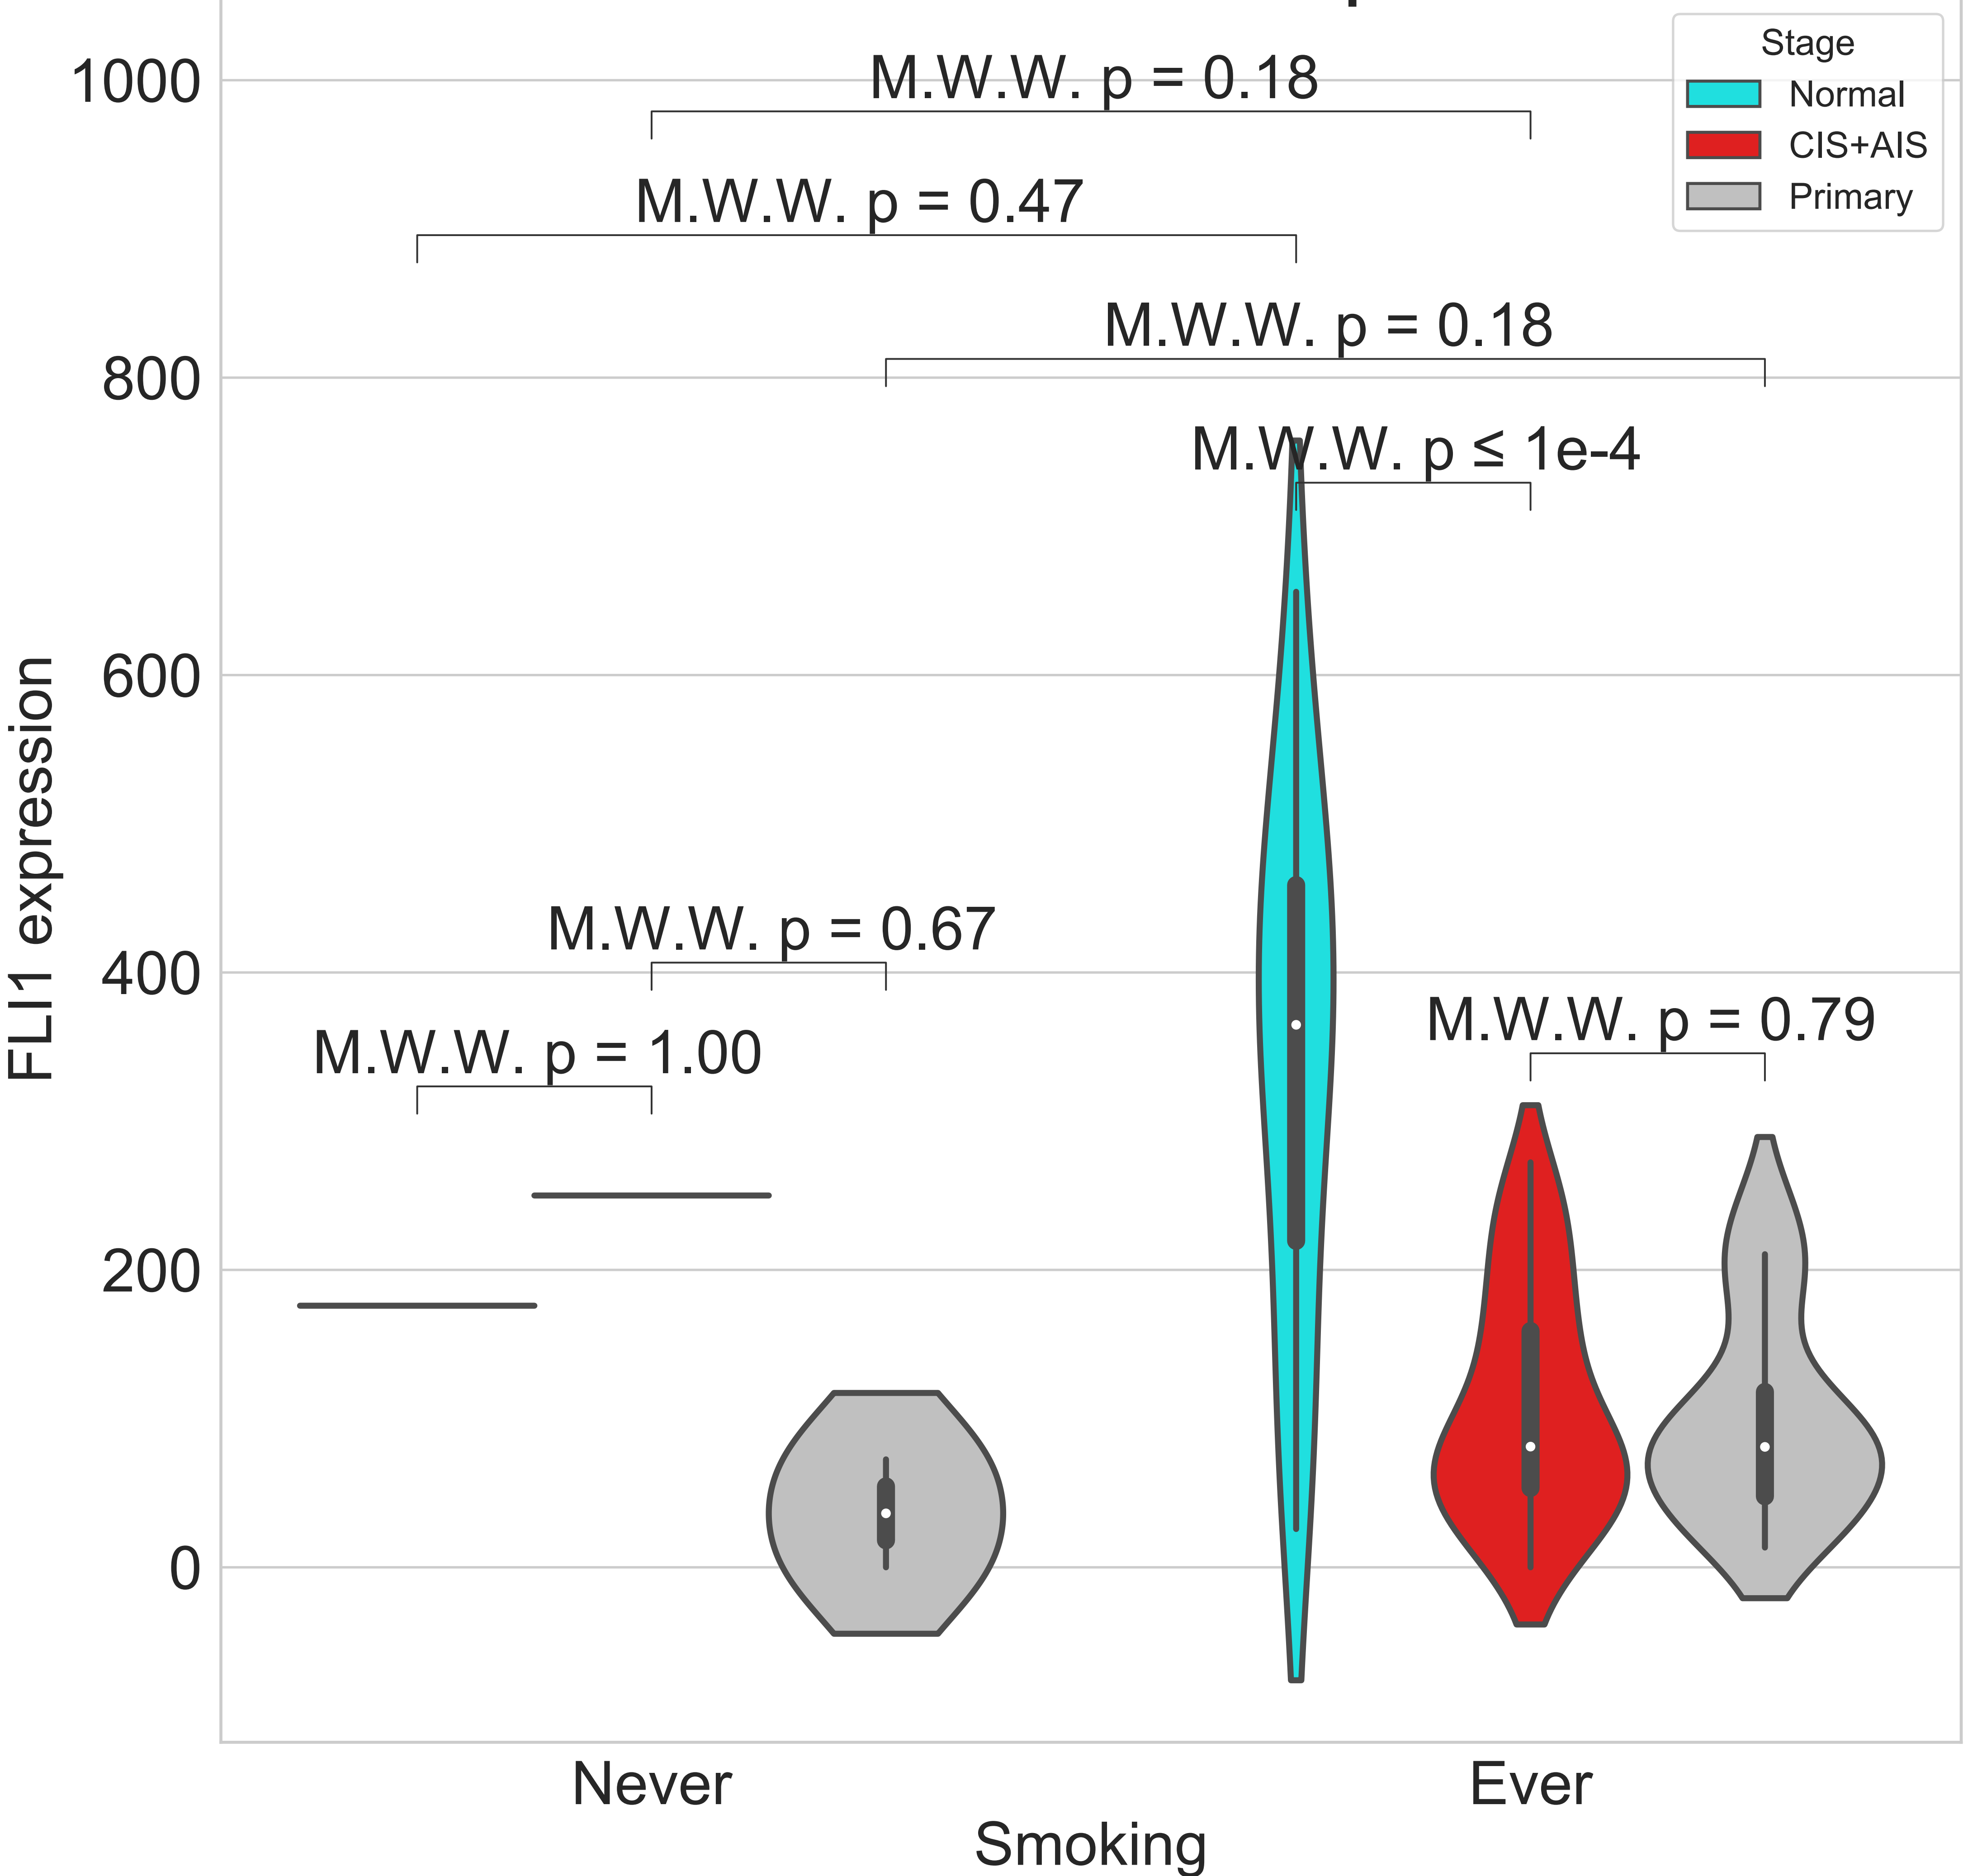 Stage
Normal
CIS+AIS
Primary
M.W.W. p = 0.18
M.W.W. p = 0.47
M.W.W. p = 0.18
M.W.W. p ≤ 1e-4
M.W.W. p = 0.67
M.W.W. p = 0.79
M.W.W. p = 1.00
1000
800
600
400
200
0
FLI1 expression
Never
Ever
Smoking